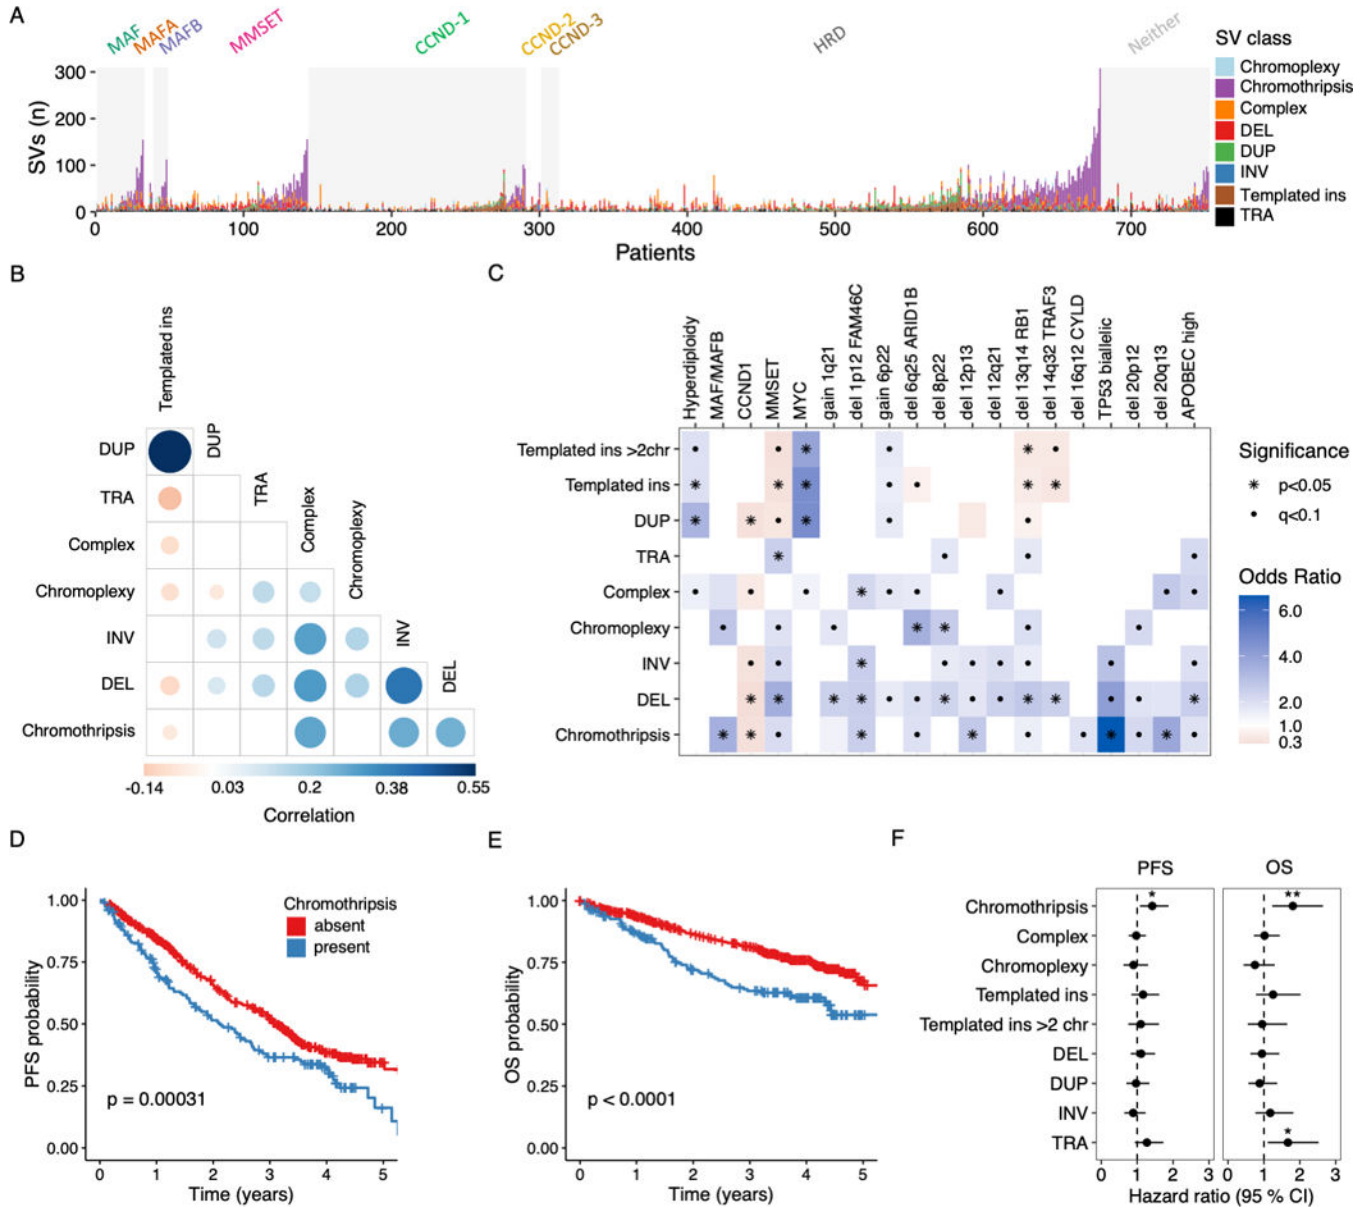 A
MAF
MAFA
MAFB
MMSET
CCND-1
CCND-2
CCND-3
HRD
Neither
SVs (n)
300
200
100
0
0
100
200
300
400
500
600
700
Patients
SV class
Chromoplexy
Chromothripsis
Complex
DEL
DUP
INV
Templated ins
TRA
B
Templated ins
DUP
TRA
Complex
Chromoplexy
INV
DEL
DUP
TRA
Complex
Chromoplexy
INV
DEL
Chromothripsis
-0.14 0.03 0.2 0.38 0.55
Correlation
C
Hyperdiploidy
MAF/MAFB
CCND1
MMSET
MYC
gain 1q21
del 1p12 FAM46C
gain 6p22
del 6q25 ARID1B
del 8p22
del 12p13
del 12q21
del 13q14 RB1
del 14q32 TRAF3
del 16q12 CYLD
TP53 biallelic
del 20p12
del 20q13
APOBEC high
Templated ins >2chr
Templated ins
DUP
TRA
Complex
Chromoplexy
INV
DEL
Chromothripsis
Significance
* p<0.05
• q<0.1
Odds Ratio
6.0
4.0
2.0
1.0
0.3
D
PFS probability
1.00
0.75
0.50
0.25
0.00
Chromothripsis
absent
present
p = 0.00031
0 1 2 3 4 5
Time (years)
E
OS probability
1.00
0.75
0.50
0.25
0.00
p < 0.0001
0 1 2 3 4 5
Time (years)
F
PFS OS
Chromothripsis * **
Complex
Chromoplexy
Templated ins
Templated ins >2 chr
DEL
DUP
INV
TRA *
0 1 2 3 0 1 2 3
Hazard ratio (95 % CI)